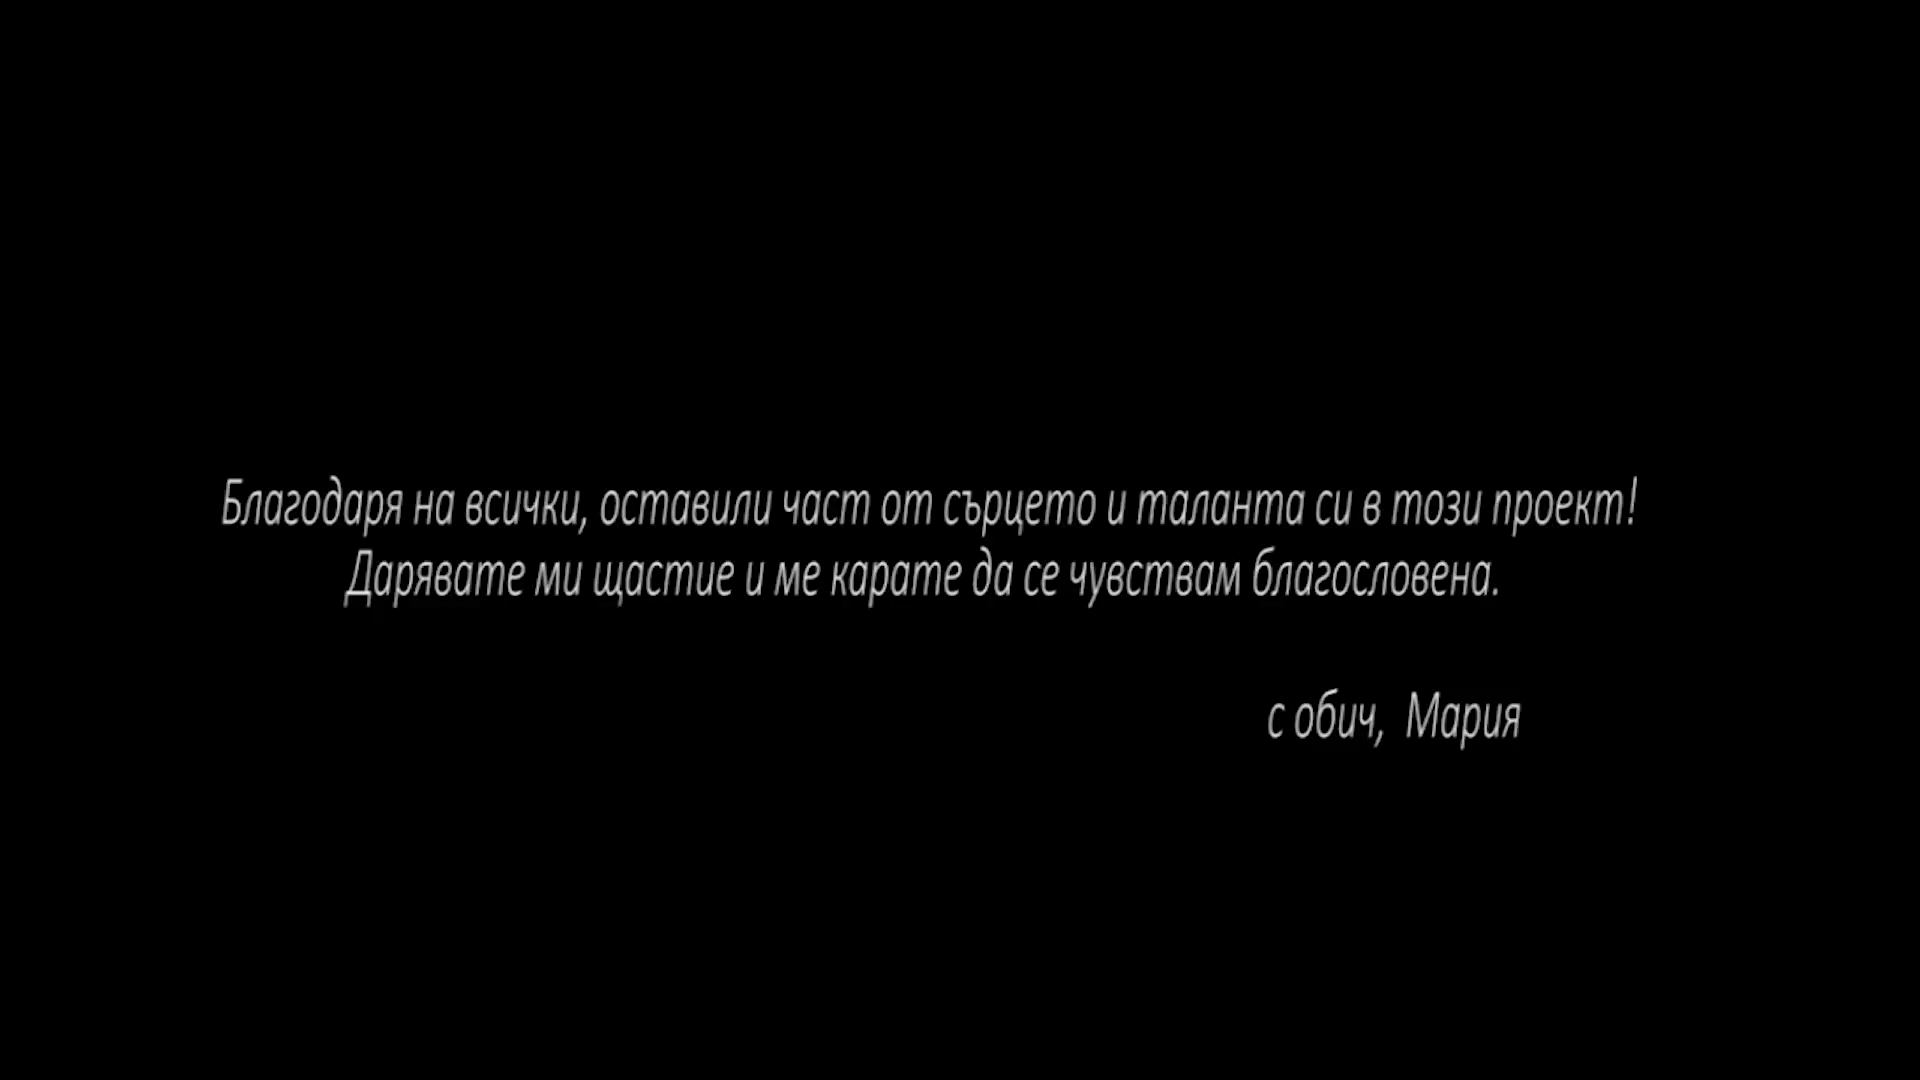 Благодаря на всички, оставили част от сърцето и таланта си в този проект!
Дарявате ми щастие и ме карате да се чувствам благословена.
с обич, Мария